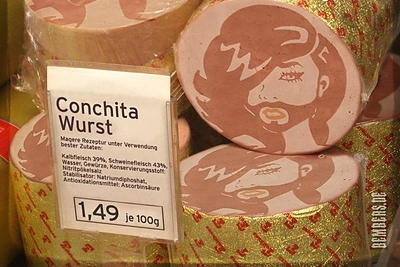 Conchita
Wurst
Magere Rezeptur unter Verwendung
bester Zutaten:
Kalbfleisch 39%, Schweinefleisch 43%,
Wasser, Gewürze, Konservierungsstoff:
Nitritpökelsalz
Stabilisator: Natriumdiphoshat,
Antioxidationsmittel: Ascorbinsäure
1,49 je 100g
BEMBERS.DE